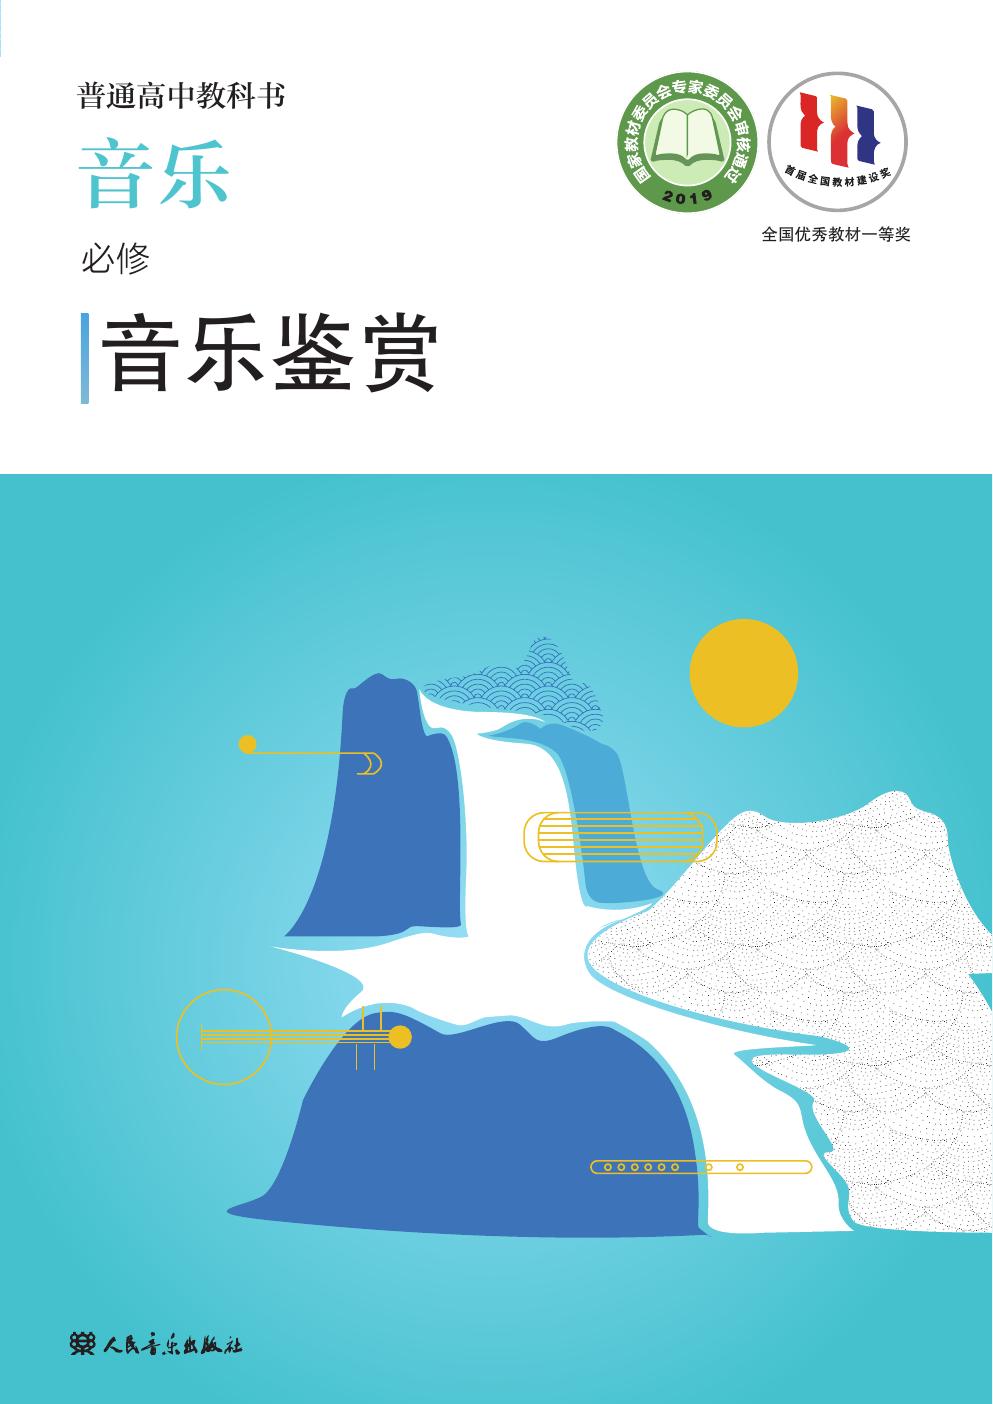 普通高中教科书
音乐
必修
音乐鉴赏
国家教材委员会专家委员会审核通过
2019
首届全国教材建设奖
全国优秀教材一等奖
人民音乐出版社